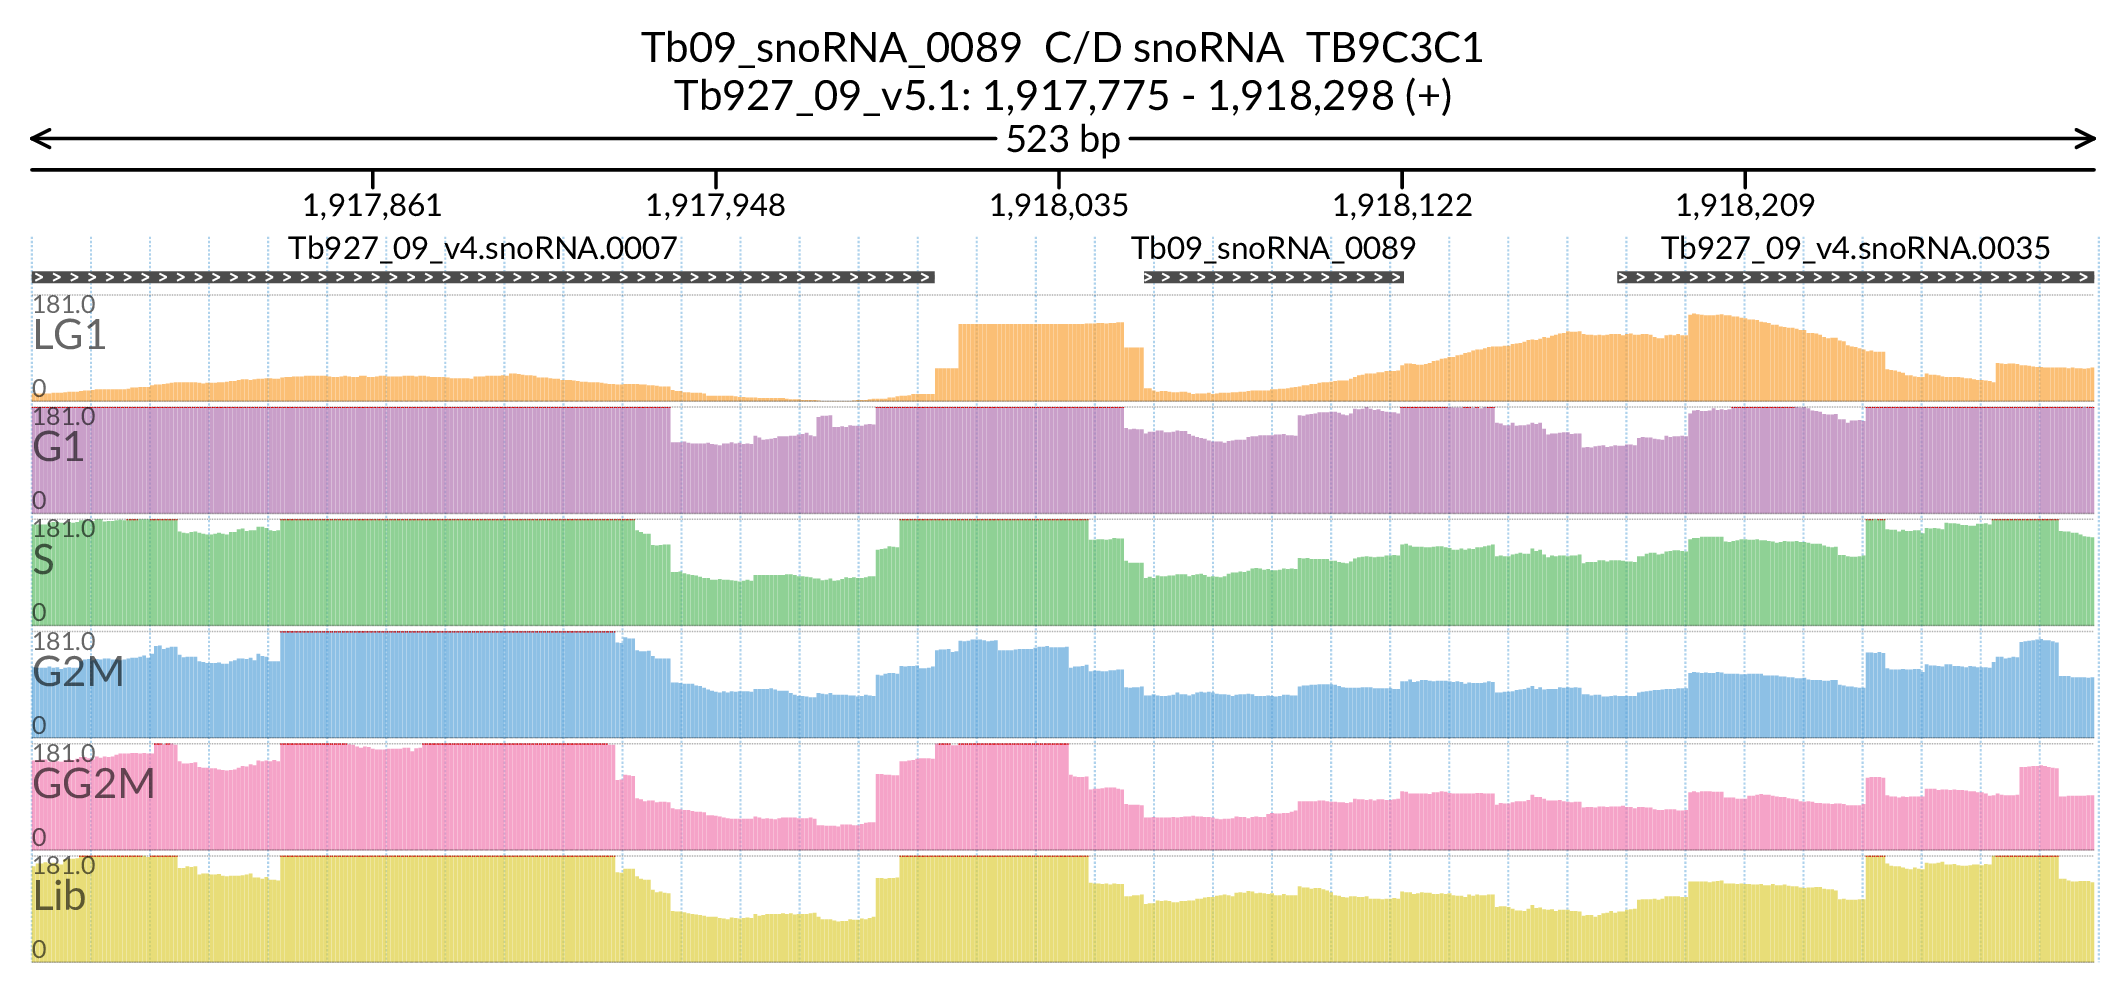 Tb09_snoRNA_0089  C/D snoRNA  TB9C3C1
Tb927_09_v5.1: 1,917,775 - 1,918,298 (+)
523 bp
1,917,861 1,917,948 1,918,035 1,918,122 1,918,209
Tb927_09_v4.snoRNA.0007 Tb09_snoRNA_0089 Tb927_09_v4.snoRNA.0035
181.0
LG1
0
181.0
G1
0
181.0
S
0
181.0
G2M
0
181.0
GG2M
0
181.0
Lib
0